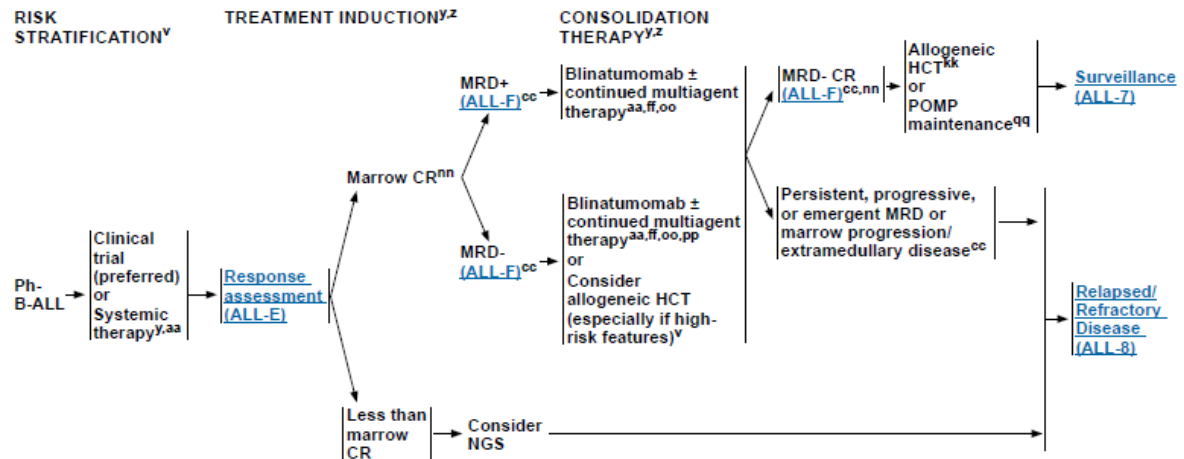 RISK
STRATIFICATIONv
TREATMENT INDUCTIONy,z
CONSOLIDATION
THERAPYy,z
Ph-
B-ALL
Clinical
trial
(preferred)
or
Systemic
therapyy,aa
Response
assessment
(ALL-E)
Marrow CRnn
Less than
marrow
CR
MRD+
(ALL-F)cc
MRD-
(ALL-F)cc
Consider
NGS
Blinatumomab ±
continued multiagent
therapyaa,ff,oo
Blinatumomab ±
continued multiagent
therapyaa,ff,oo,pp
or
Consider
allogeneic HCT
(especially if high-
risk features)v
MRD- CR
(ALL-F)cc,nn
Persistent, progressive,
or emergent MRD or
marrow progression/
extramedullary diseasecc
Allogeneic
HCTkk
or
POMP
maintenanceqq
Surveillance
(ALL-7)
Relapsed/
Refractory
Disease
(ALL-8)